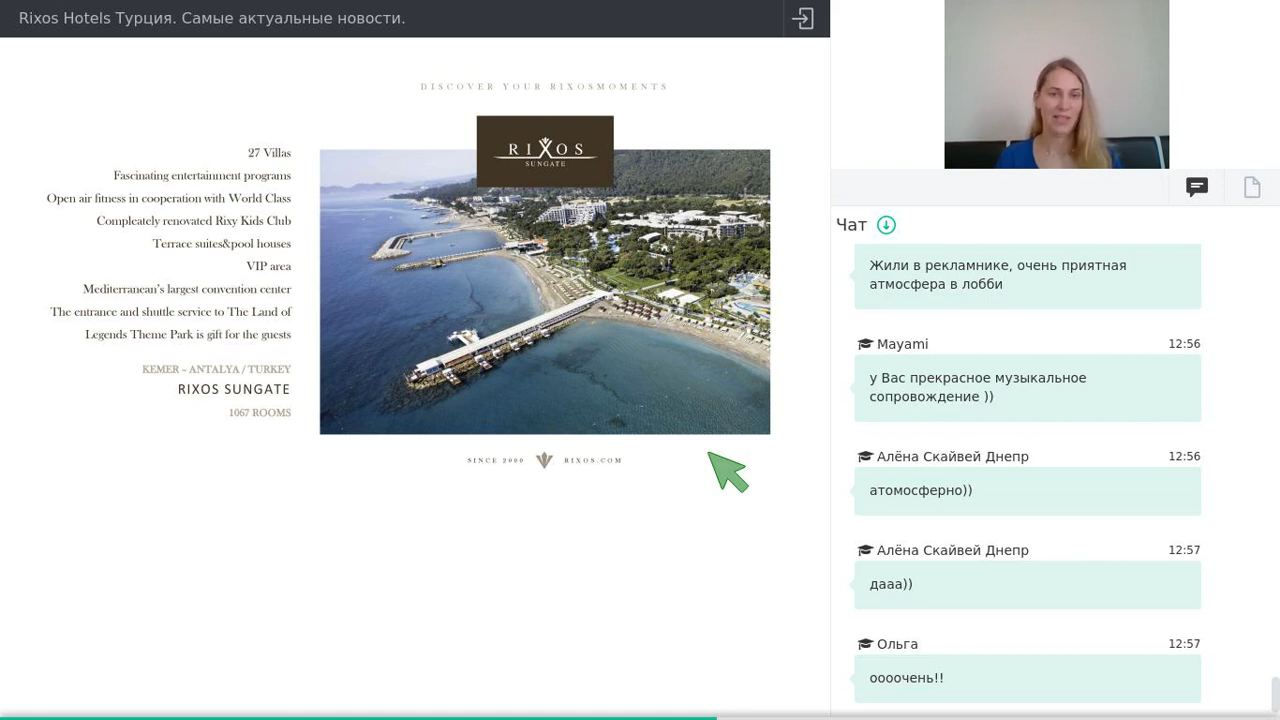 Rixos Hotels Турция. Самые актуальные новости.
DISCOVER YOUR RIXOSMOMENTS
RIXOS
SUNGATE
27 Villas
Fascinating entertainment programs
Open air fitness in cooperation with World Class
Compleately renovated Rixy Kids Club
Terrace suites&pool houses
VIP area
Mediterranean's largest convention center
The entrance and shuttle service to The Land of
Legends Theme Park is gift for the guests
KEMER - ANTALYA / TURKEY
RIXOS SUNGATE
1067 ROOMS
SINCE 2000 RIXOS.COM
Чат
Жили в рекламнике, очень приятная
атмосфера в лобби
Mayami 12:56
у Вас прекрасное музыкальное
сопровождение ))
Алёна Скайвей Днепр 12:56
атомосферно))
Алёна Скайвей Днепр 12:57
дааа))
Ольга 12:57
оооочень!!